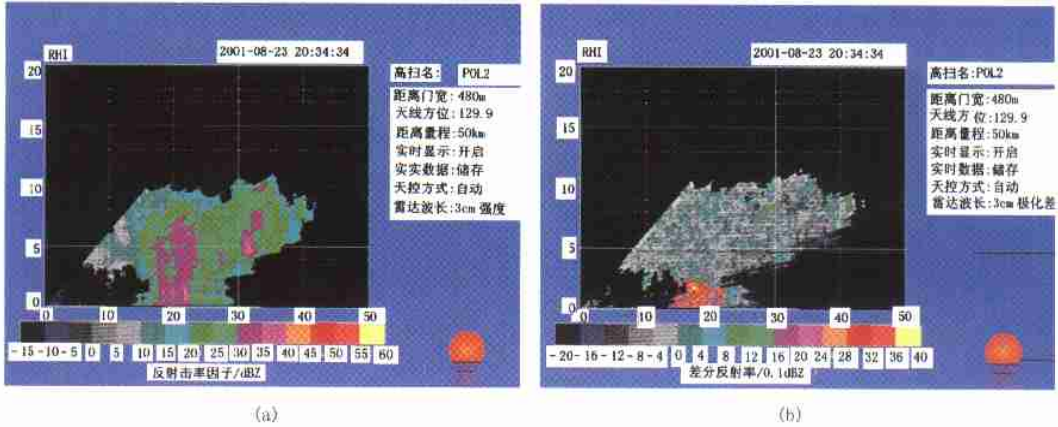 RHI
2001-08-23 20:34:34
20
15
10
5
0
0 10 20 30 40 50
-15 -10 -5 0 5 10 15 20 25 30 35 40 45 50 55 60
反射击率因子/dBZ
高扫名: POL2
距离门宽:480m
天线方位:129.9
距离量程:50km
实时显示:开启
实实数据:储存
天控方式:自动
雷达波长:3cm 强度
(a)
RHI
2001-08-23 20:34:34
20
15
10
5
0
0 10 20 30 40 50
-20 -16 -12 -8 -4 0 4 8 12 16 20 24 28 32 36 40
差分反射率/0.1dBZ
高扫名:POL2
距离门宽:480m
天线方位:129.9
距离量程:50km
实时显示:开启
实时数据:储存
天控方式:自动
雷达波长:3cm 极化差
(b)